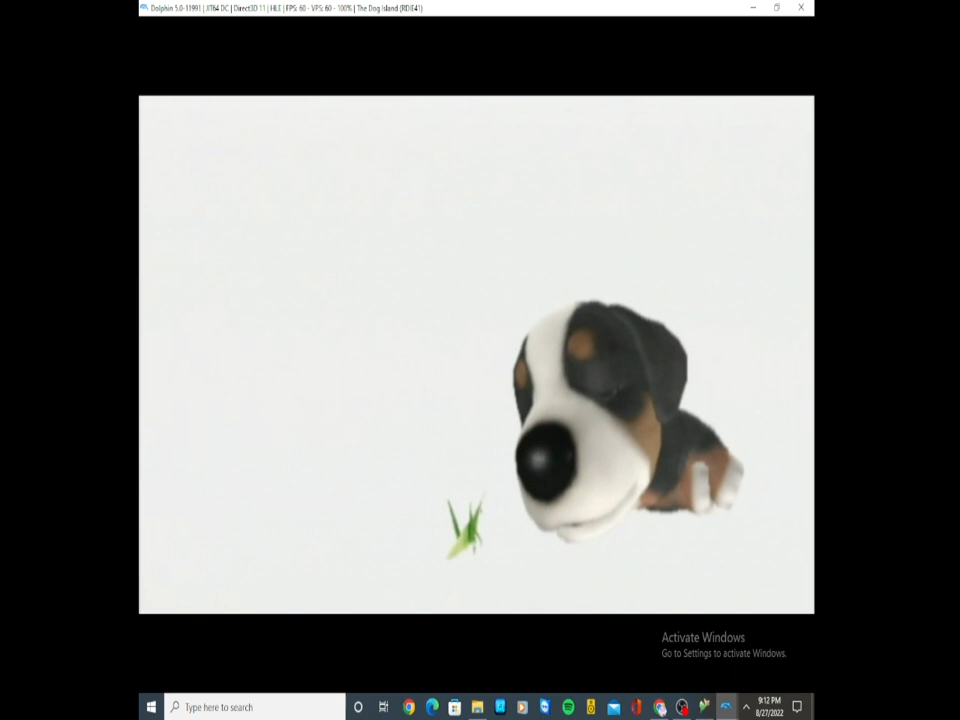 Dolphin 5.0-11991 | JIT64 DC | Direct3D 11 | HLE | FPS: 60 - VPS: 60 - 100% | The Dog Island (RDIE41)
Activate Windows
Go to Settings to activate Windows.
Type here to search
9:12 PM
8/27/2022